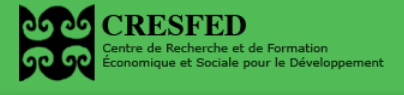 CRESFED
Centre de Recherche et de Formation
Économique et Sociale pour le Développement